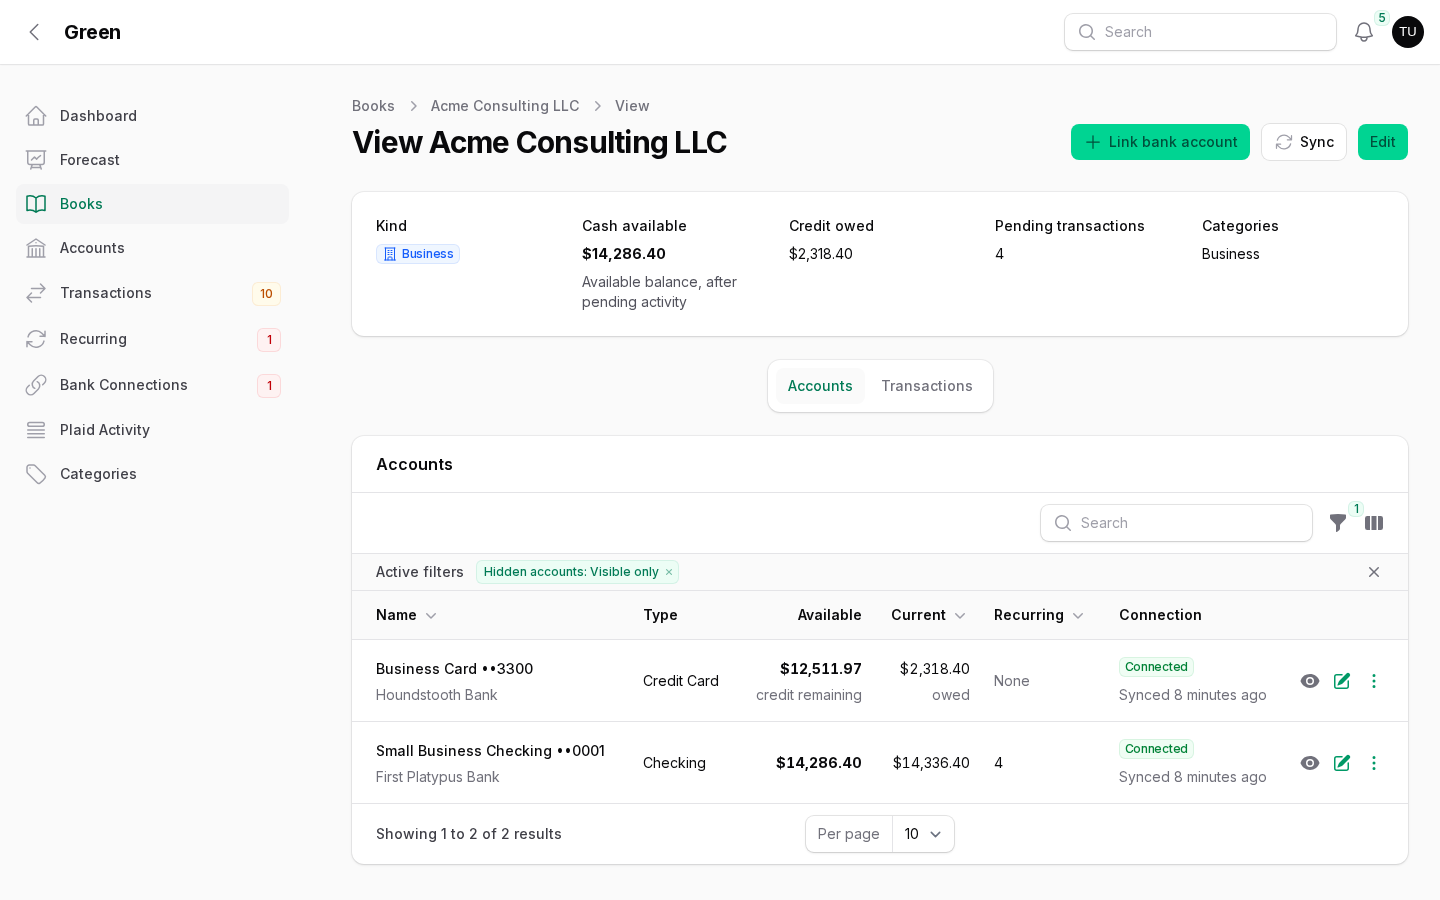 Green
Search
5
TU
Dashboard
Forecast
Books
Accounts
Transactions 10
Recurring 1
Bank Connections 1
Plaid Activity
Categories
Books > Acme Consulting LLC > View
View Acme Consulting LLC
Link bank account
Sync
Edit
Kind
Business
Cash available
$14,286.40
Available balance, after
pending activity
Credit owed
$2,318.40
Pending transactions
4
Categories
Business
Accounts Transactions
Accounts
Search
1
Active filters Hidden accounts: Visible only ×
Name Type Available Current Recurring Connection
Business Card ••3300
Houndstooth Bank
Credit Card
$12,511.97
credit remaining
$2,318.40
owed
None
Connected
Synced 8 minutes ago
Small Business Checking ••0001
First Platypus Bank
Checking
$14,286.40
$14,336.40
4
Connected
Synced 8 minutes ago
Showing 1 to 2 of 2 results
Per page 10